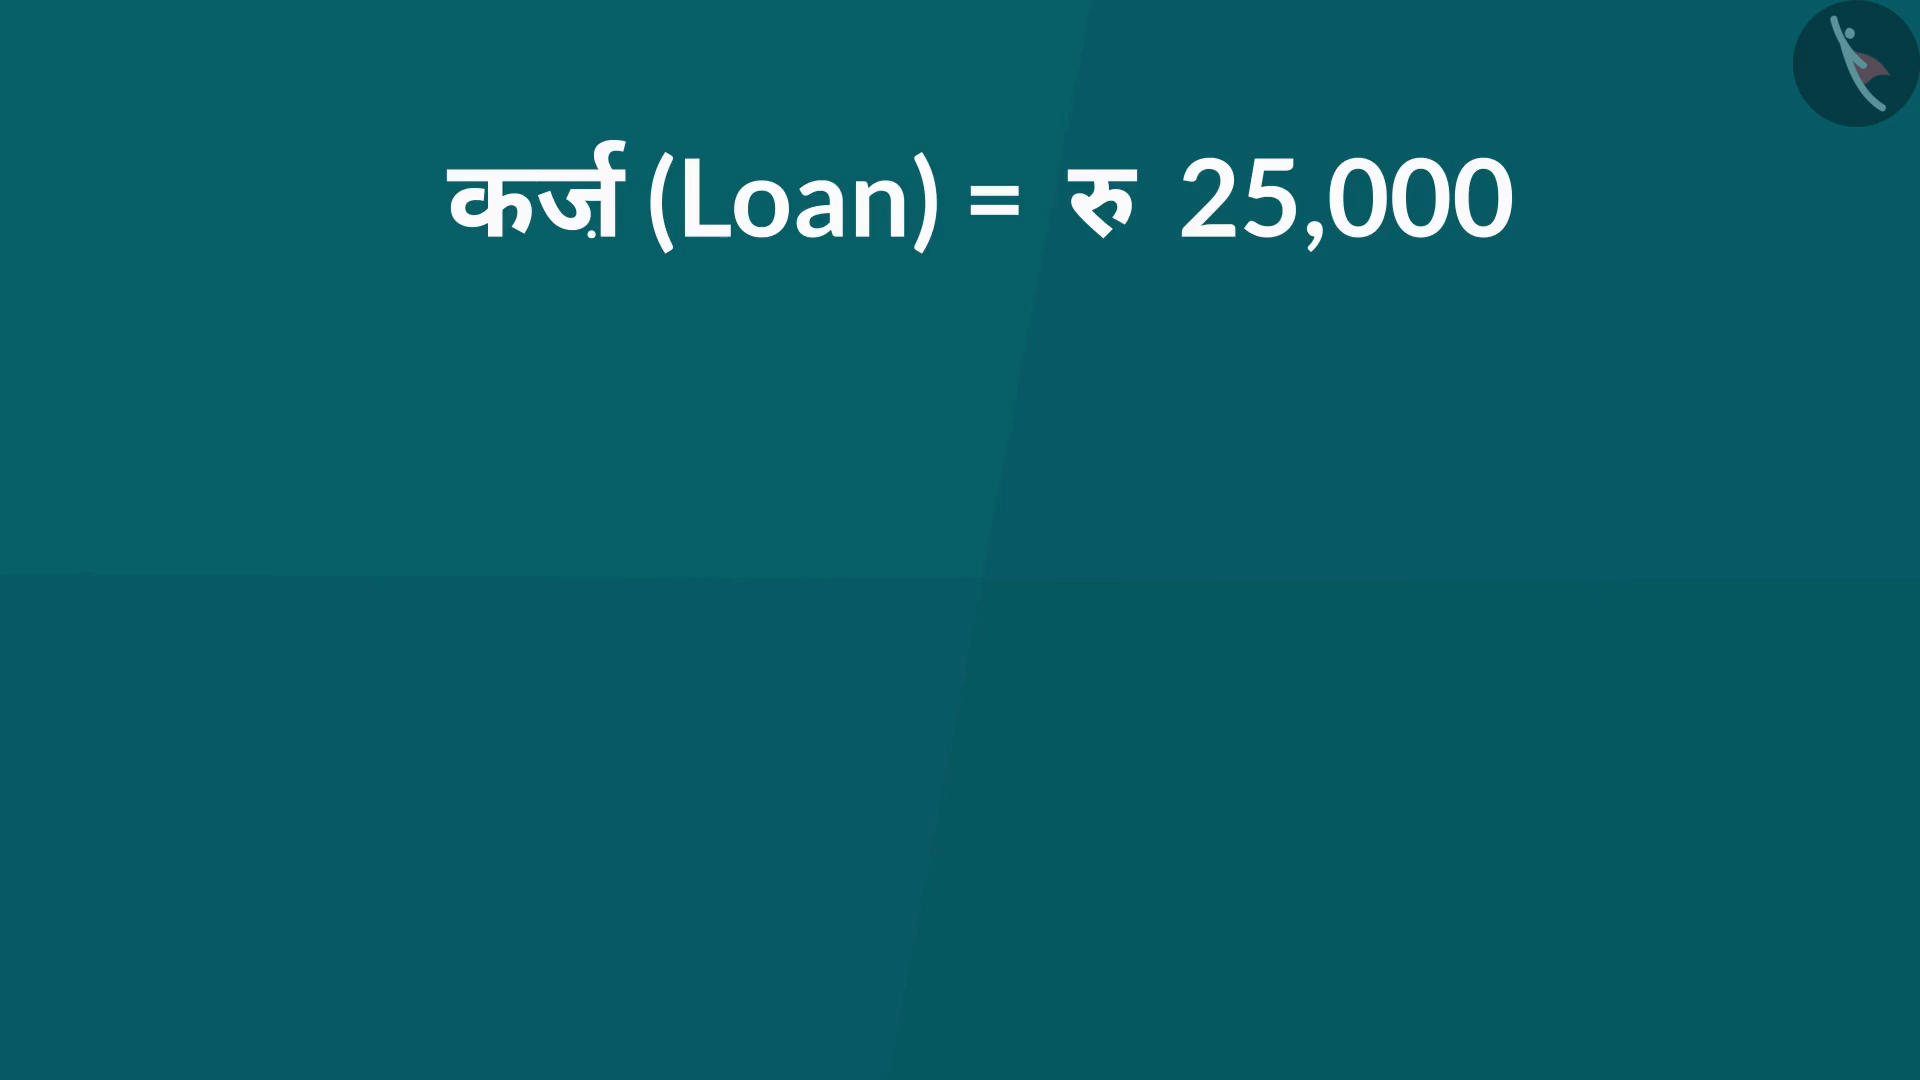 कर्ज़ (Loan) = रु 25,000